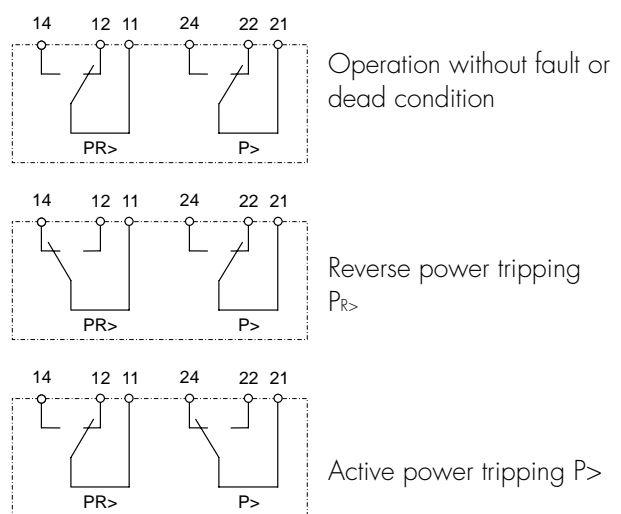 14 12 11 24 22 21
PR> P>
Operation without fault or
dead condition
14 12 11 24 22 21
PR> P>
Reverse power tripping
PR>
14 12 11 24 22 21
PR> P>
Active power tripping P>